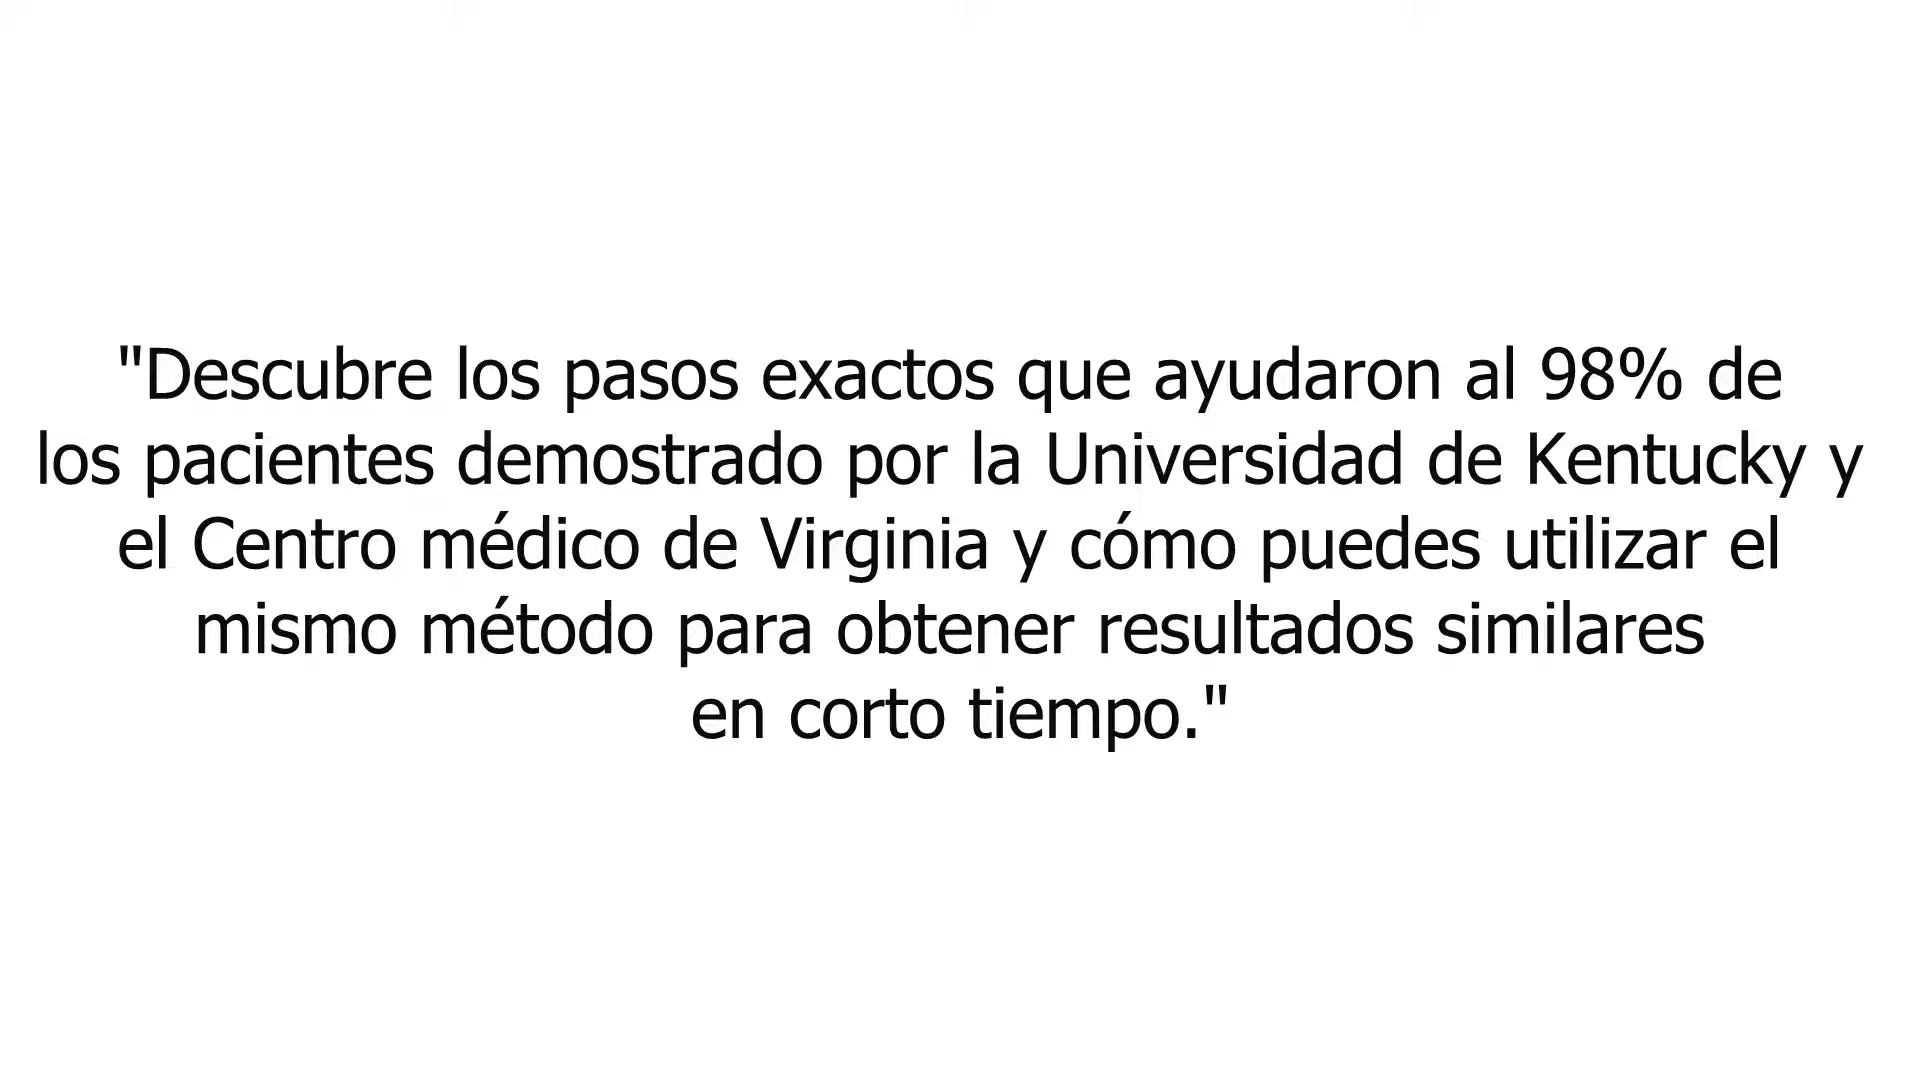 "Descubre los pasos exactos que ayudaron al 98% de
los pacientes demostrado por la Universidad de Kentucky y
el Centro médico de Virginia y cómo puedes utilizar el
mismo método para obtener resultados similares
en corto tiempo."